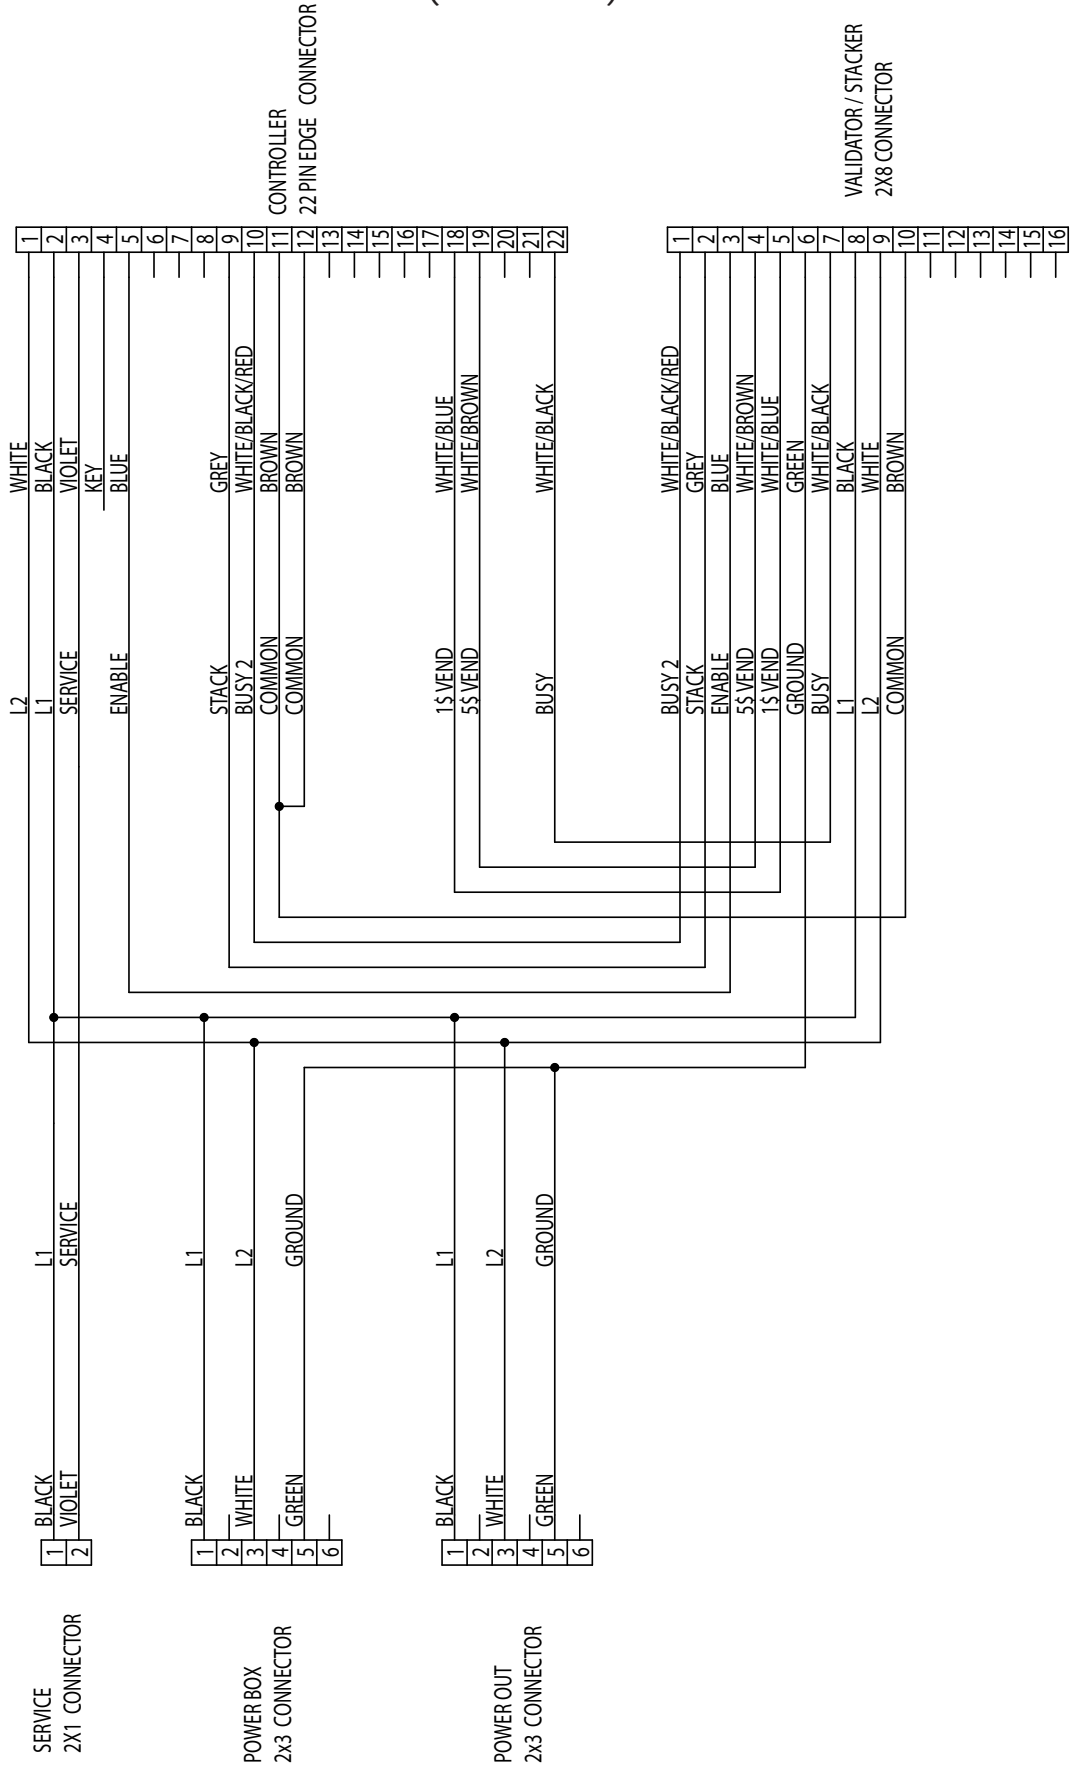 SERVICE
2X1 CONNECTOR
1
2
BLACK
VIOLET
L1
SERVICE
POWER BOX
2x3 CONNECTOR
1
2
3
4
5
6
BLACK
WHITE
GREEN
L1
L2
GROUND
POWER OUT
2x3 CONNECTOR
1
2
3
4
5
6
BLACK
WHITE
GREEN
L1
L2
GROUND
L2
L1
SERVICE
ENABLE
STACK
BUSY 2
COMMON
COMMON
1$ VEND
5$ VEND
BUSY
WHITE
BLACK
VIOLET
KEY
BLUE
GREY
WHITE/BLACK/RED
BROWN
BROWN
WHITE/BLUE
WHITE/BROWN
WHITE/BLACK
1
2
3
4
5
6
7
8
9
10
11
12
13
14
15
16
17
18
19
20
21
22
CONTROLLER
22 PIN EDGE CONNECTOR
BUSY 2
STACK
ENABLE
5$ VEND
1$ VEND
GROUND
BUSY
L1
L2
COMMON
WHITE/BLACK/RED
GREY
BLUE
WHITE/BROWN
WHITE/BLUE
GREEN
WHITE/BLACK
BLACK
WHITE
BROWN
1
2
3
4
5
6
7
8
9
10
11
12
13
14
15
16
VALIDATOR / STACKER
2X8 CONNECTOR